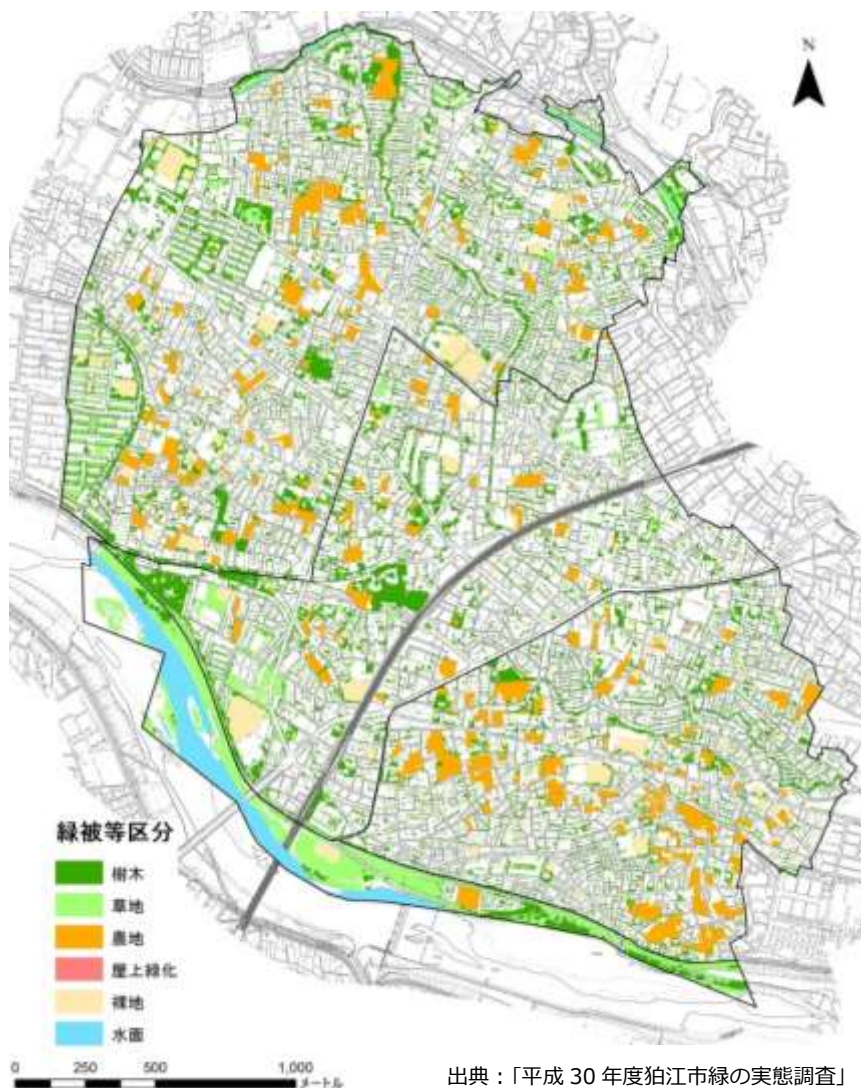 N
緑被等区分
樹木
草地
農地
屋上緑化
裸地
水面
0 250 500 1,000
メートル
出典：「平成 30 年度狛江市緑の実態調査」